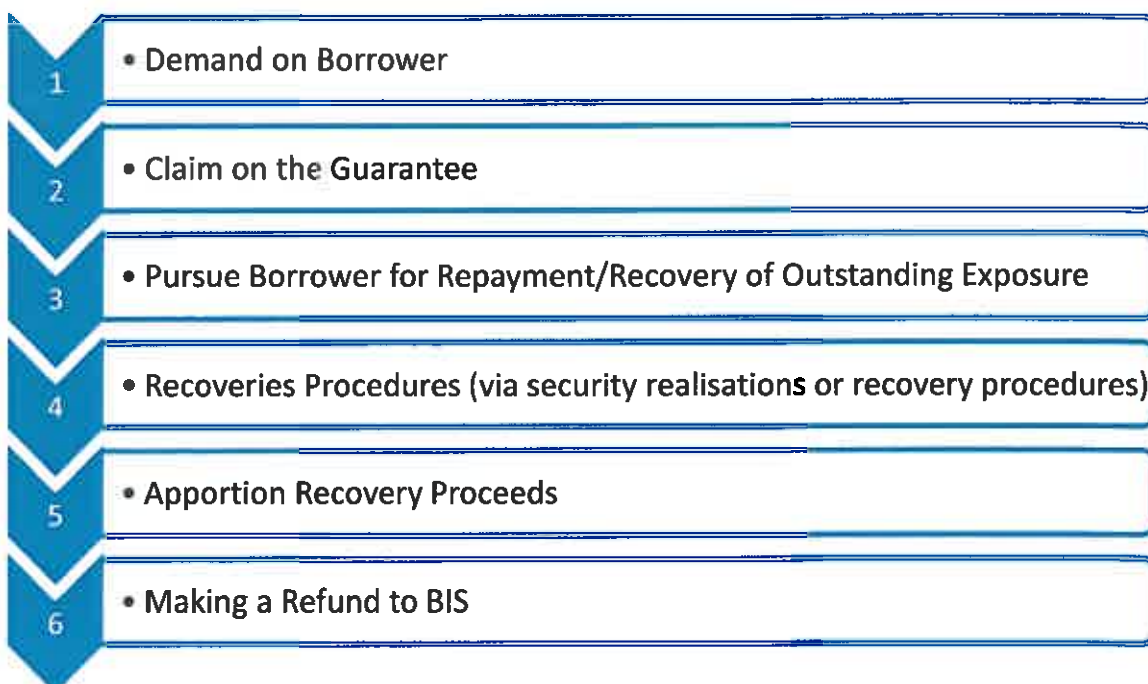 1
• Demand on Borrower
2
• Claim on the Guarantee
3
• Pursue Borrower for Repayment/Recovery of Outstanding Exposure
4
• Recoveries Procedures (via security realisations or recovery procedures)
5
• Apportion Recovery Proceeds
6
• Making a Refund to BIS